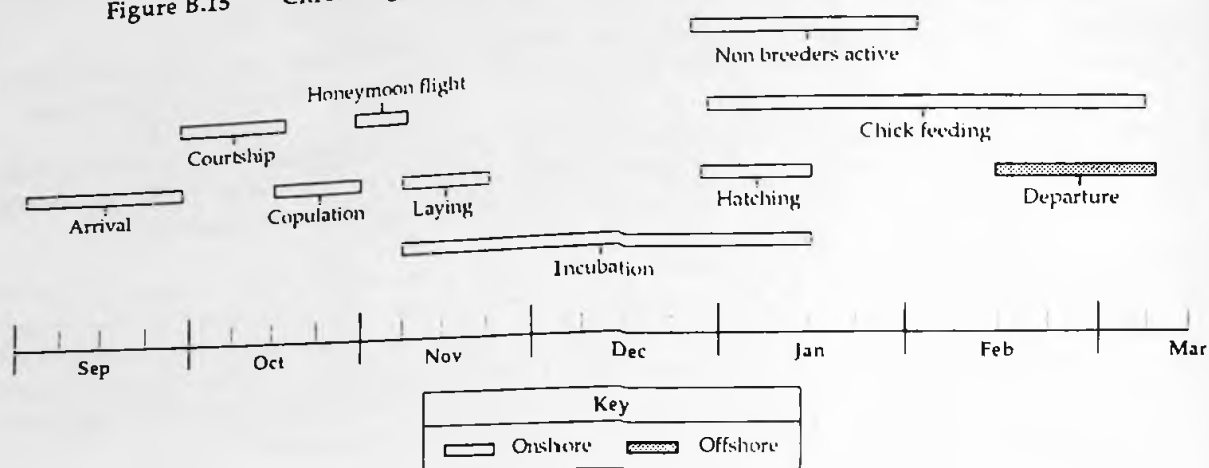 Figure B.13
Non breeders active
Honeymoon flight
Chick feeding
Courtship
Arrival
Copulation
Laying
Hatching
Departure
Incubation
Sep Oct Nov Dec Jan Feb Mar
Key
Onshore Offshore